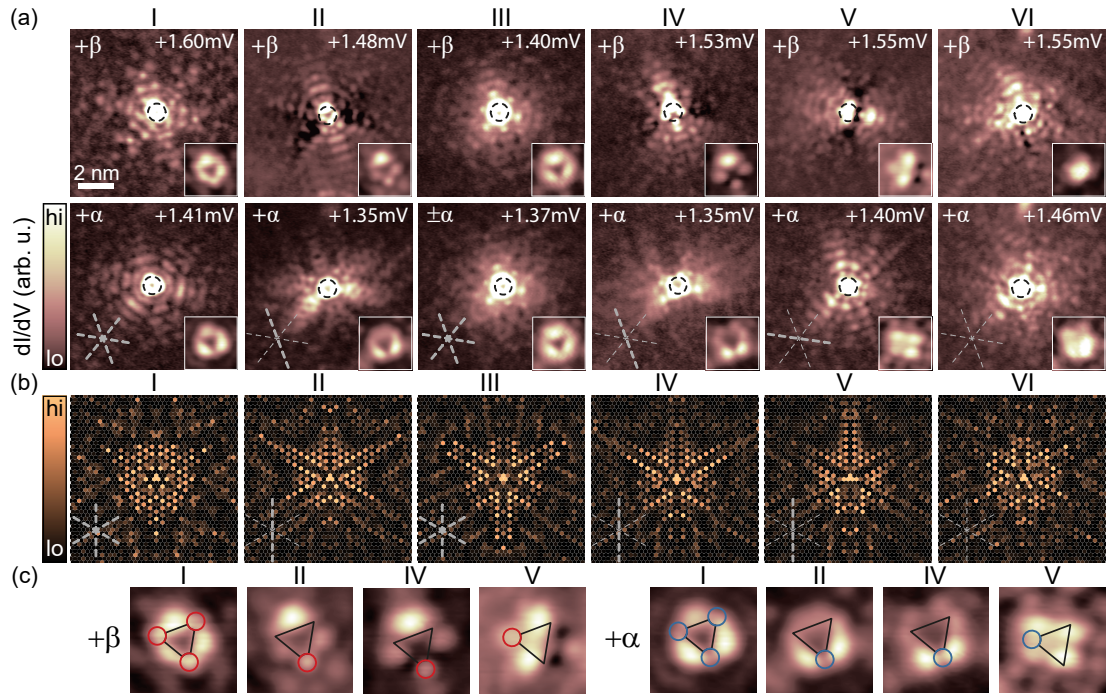 (a) I II III IV V VI
+β +1.60mV +β +1.48mV +β +1.40mV +β +1.53mV +β +1.55mV +β +1.55mV
2 nm
+α +1.41mV +α +1.35mV ±α +1.37mV +α +1.35mV +α +1.40mV +α +1.46mV
hi
dI/dV (arb. u.)
lo
(b) I II III IV V VI
hi
lo
(c) I II IV V I II IV V
+β +α